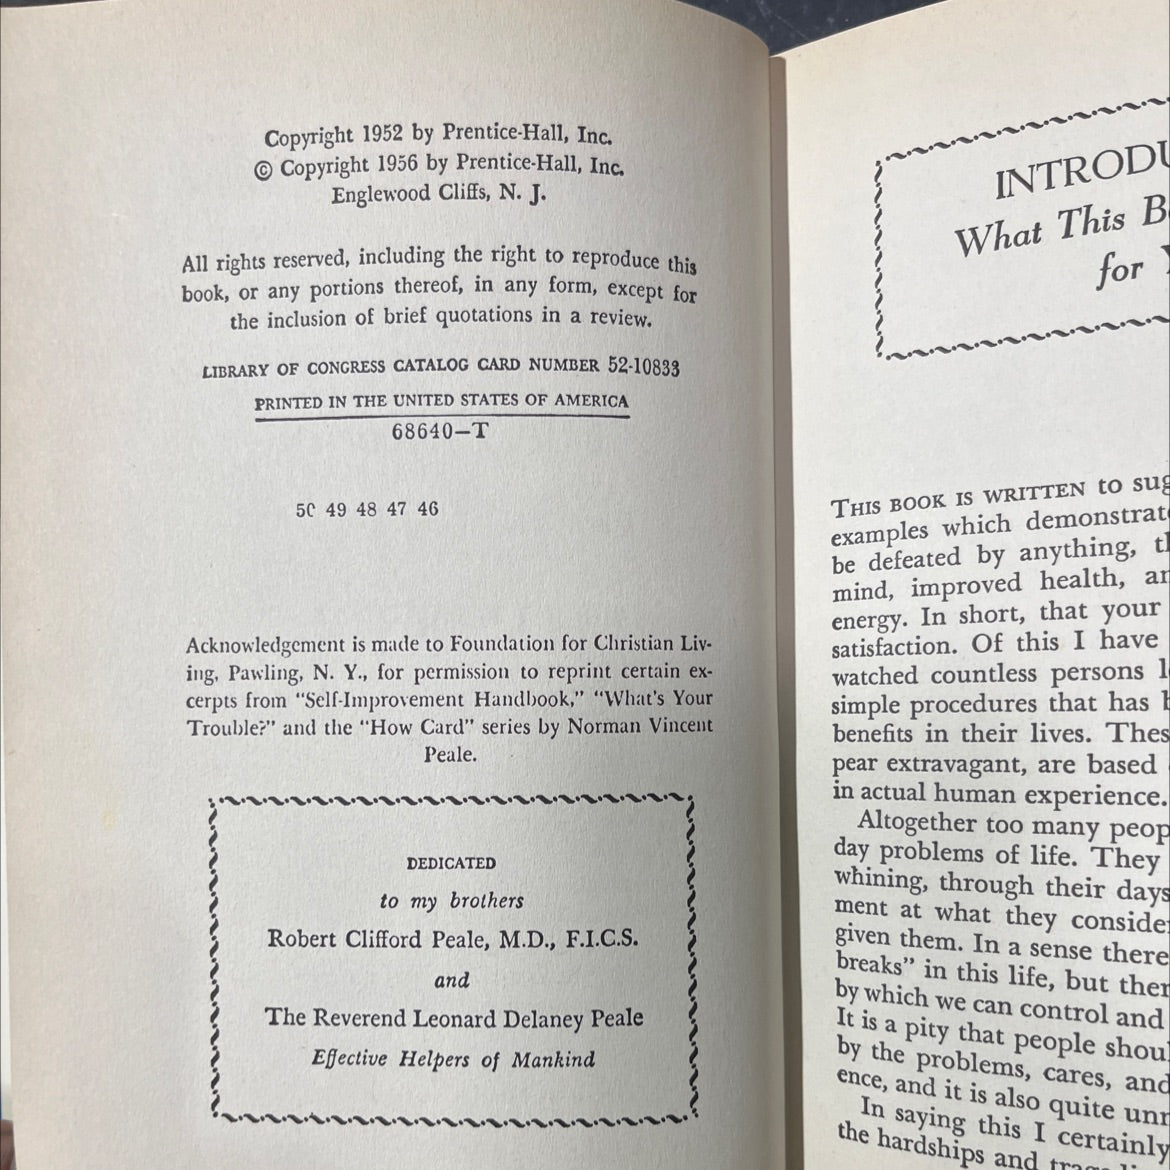 Copyright 1952 by Prentice-Hall, Inc.
© Copyright 1956 by Prentice-Hall, Inc.
Englewood Cliffs, N. J.
All rights reserved, including the right to reproduce this
book, or any portions thereof, in any form, except for
the inclusion of brief quotations in a review.
LIBRARY OF CONGRESS CATALOG CARD NUMBER 52-10833
PRINTED IN THE UNITED STATES OF AMERICA
68640–T
50 49 48 47 46
Acknowledgement is made to Foundation for Christian Liv-
ing, Pawling, N. Y., for permission to reprint certain ex-
cerpts from “Self-Improvement Handbook,” “What's Your
Trouble?” and the “How Card” series by Norman Vincent
Peale.
DEDICATED
to my brothers
Robert Clifford Peale, M.D., F.I.C.S.
and
The Reverend Leonard Delaney Peale
Effective Helpers of Mankind
INTRODU
What This B
for
THIS BOOK IS WRITTEN to sug
examples which demonstrat
be defeated by anything, t
mind, improved health, an
energy. In short, that your
satisfaction. Of this I have
watched countless persons l
simple procedures that has b
benefits in their lives. Thes
pear extravagant, are based
in actual human experience.
Altogether too many peop
day problems of life. They
whining, through their days
ment at what they consider
given them. In a sense there
breaks” in this life, but ther
by which we can control and
It is a pity that people shoul
by the problems, cares, and
ence, and it is also quite unn
In saying this I certainly
the hardships and